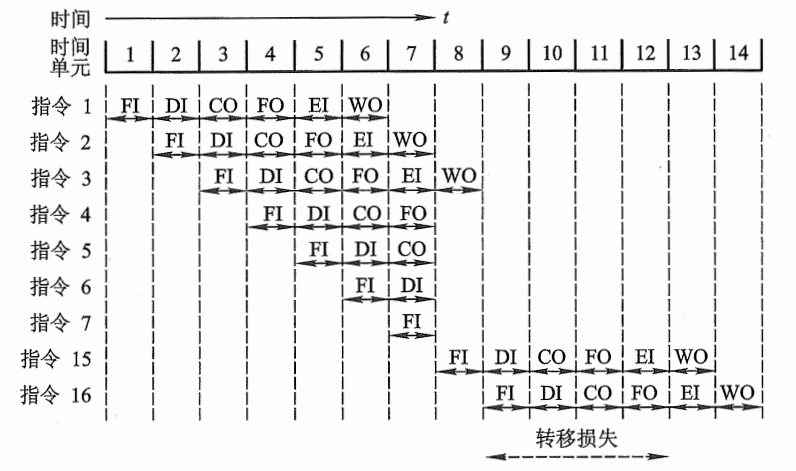 时间 t
时间单元 1 2 3 4 5 6 7 8 9 10 11 12 13 14
指令 1 FI DI CO FO EI WO
指令 2 FI DI CO FO EI WO
指令 3 FI DI CO FO EI WO
指令 4 FI DI CO FO
指令 5 FI DI CO
指令 6 FI DI
指令 7 FI
指令 15 FI DI CO FO EI WO
指令 16 FI DI CO FO EI WO
转移损失